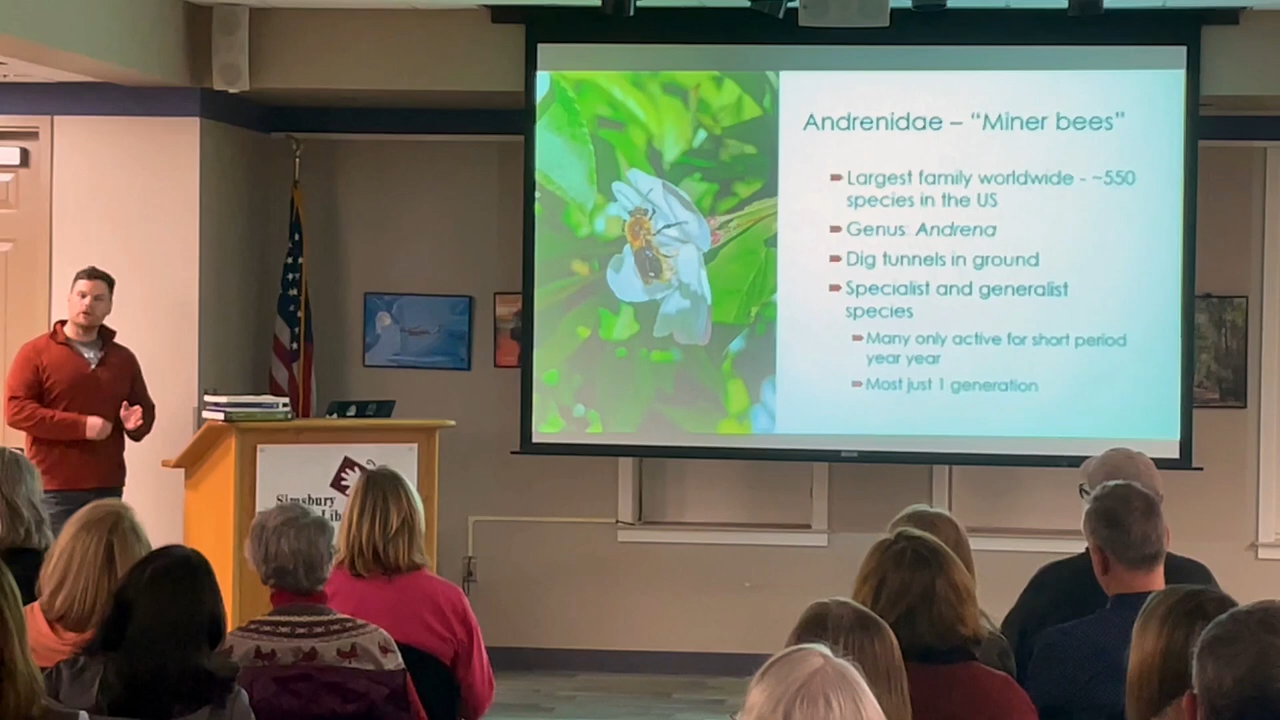 Andrenidae – “Miner bees”
Largest family worldwide - ~550
species in the US
Genus: Andrena
Dig tunnels in ground
Specialist and generalist
species
Many only active for short period
year year
Most just 1 generation
Simsbury